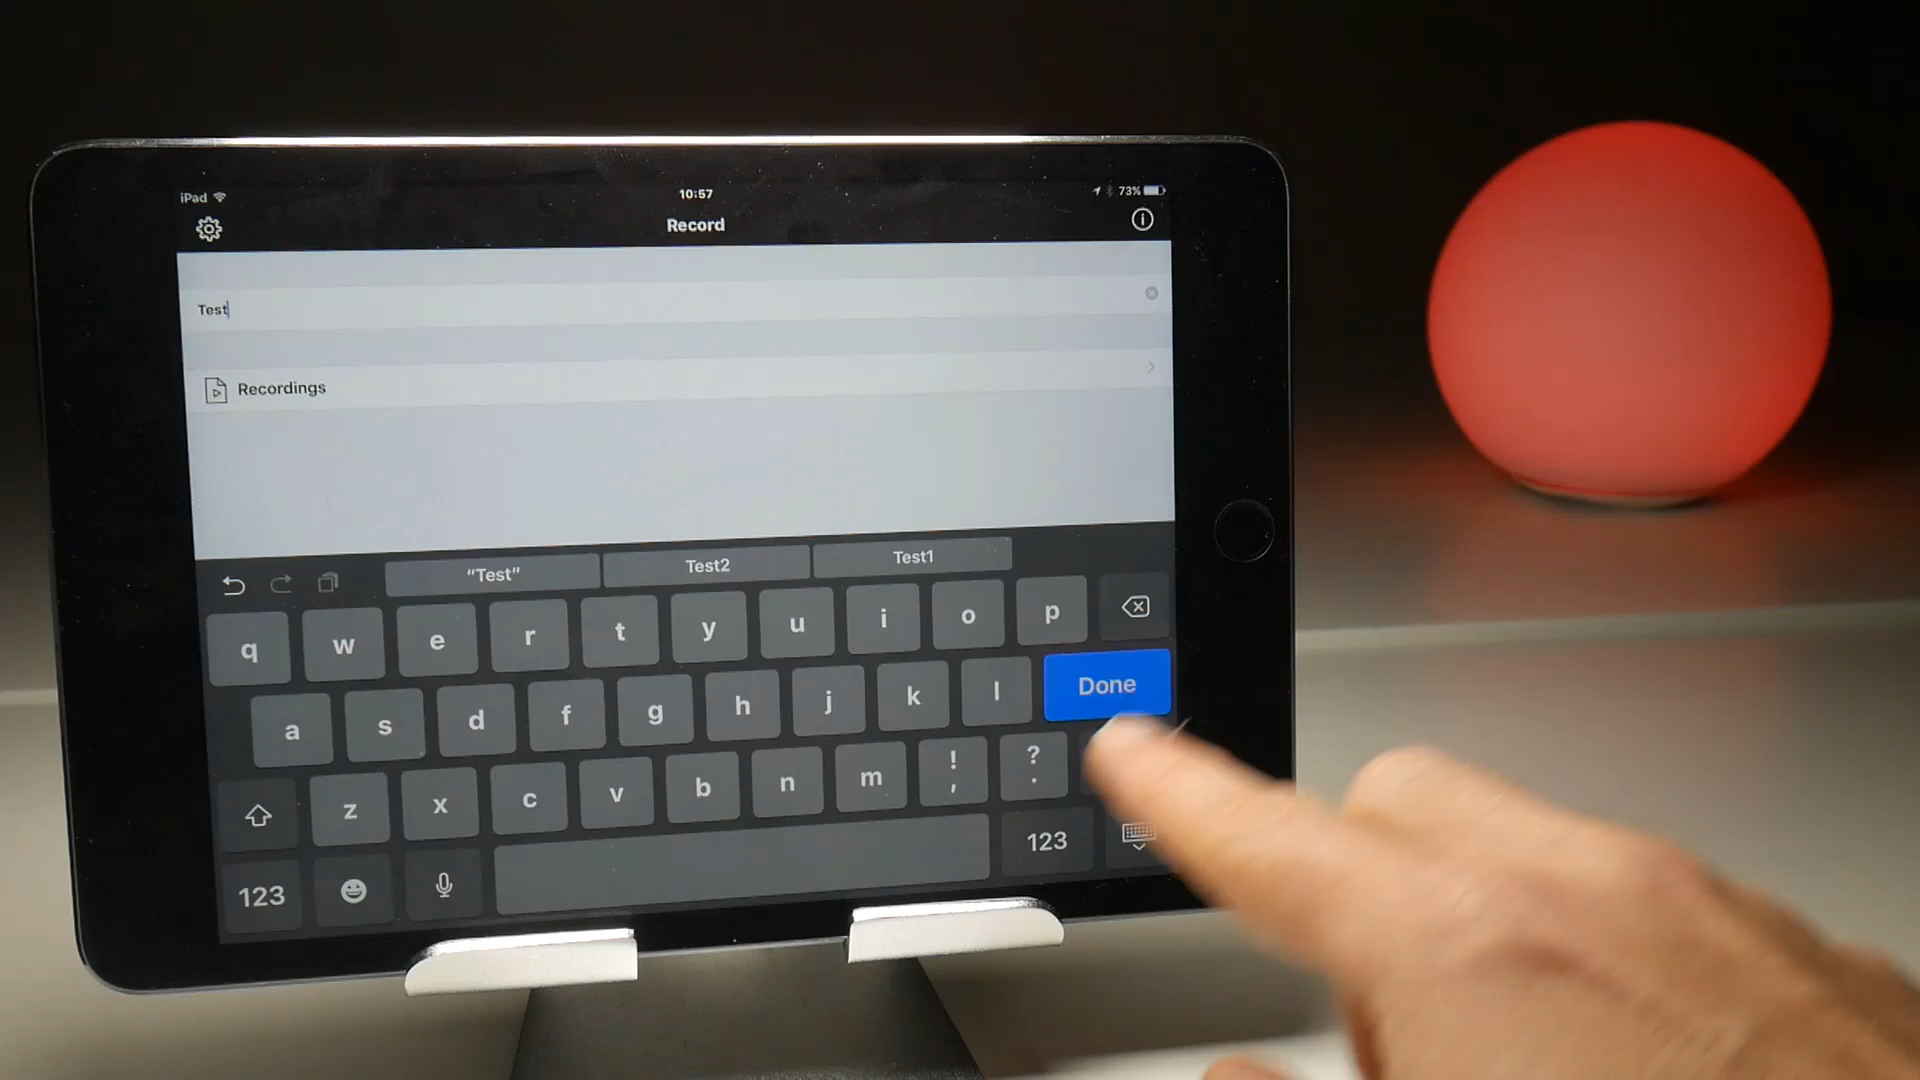 iPad 10:57 73%
Record
Test
Recordings
"Test" Test2 Test1
q w e r t y u i o p
a s d f g h j k l Done
z x c v b n m ! , ? .
123 123